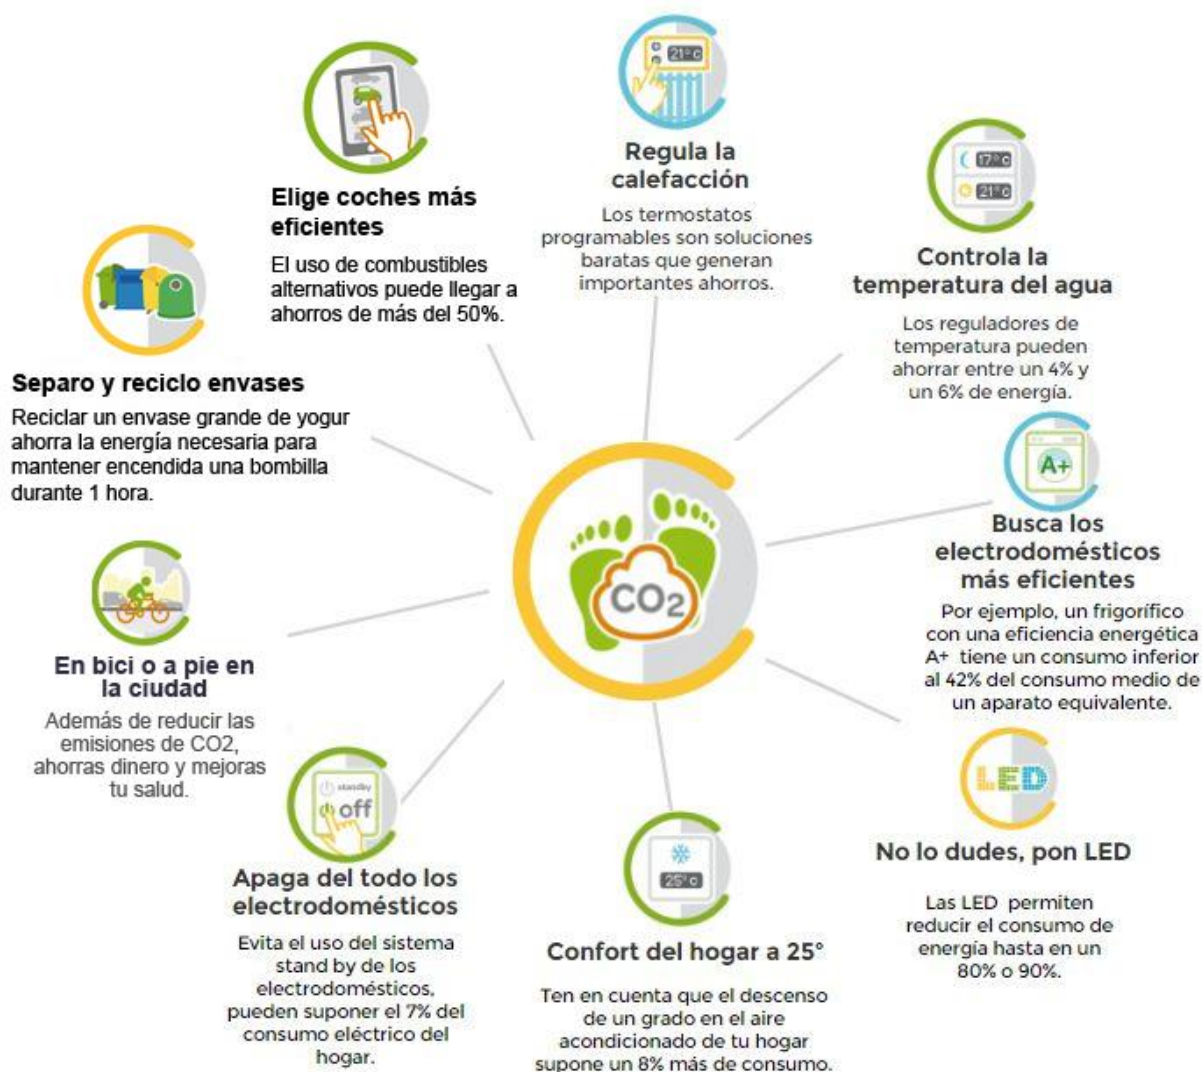 Elige coches más
eficientes
El uso de combustibles
alternativos puede llegar a
ahorros de más del 50%.
21°c
Regula la
calefacción
Los termostatos
programables son soluciones
baratas que generan
importantes ahorros.
17°c
21°c
Controla la
temperatura del agua
Los reguladores de
temperatura pueden
ahorrar entre un 4% y
un 6% de energía.
Separo y reciclo envases
Reciclar un envase grande de yogur
ahorra la energía necesaria para
mantener encendida una bombilla
durante 1 hora.
A+
Busca los
electrodomésticos
más eficientes
Por ejemplo, un frigorífico
con una eficiencia energética
A+ tiene un consumo inferior
al 42% del consumo medio de
un aparato equivalente.
CO2
En bici o a pie en
la ciudad
Además de reducir las
emisiones de CO2,
ahorras dinero y mejoras
tu salud.
LED
No lo dudes, pon LED
Las LED permiten
reducir el consumo de
energía hasta en un
80% o 90%.
standby
off
Apaga del todo los
electrodomésticos
Evita el uso del sistema
stand by de los
electrodomésticos,
pueden suponer el 7% del
consumo eléctrico del
hogar.
25°c
Confort del hogar a 25°
Ten en cuenta que el descenso
de un grado en el aire
acondicionado de tu hogar
supone un 8% más de consumo.